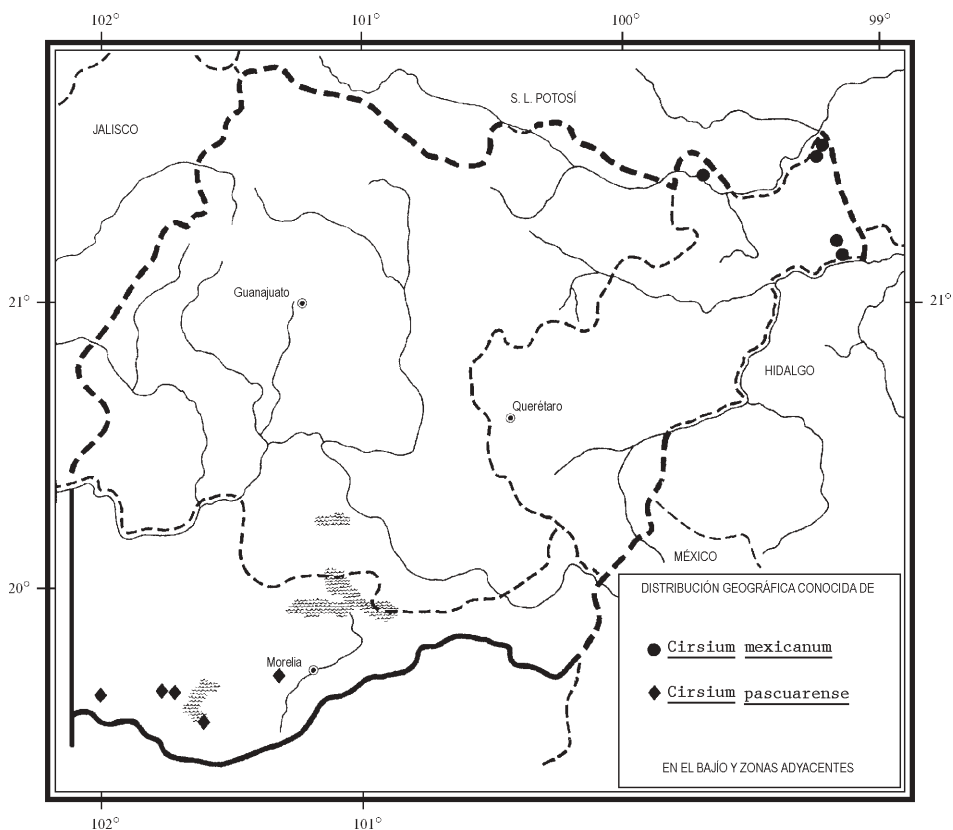 102° 101° 100° 99°
S. L. POTOSÍ
JALISCO
Guanajuato
21° 21°
HIDALGO
Querétaro
MÉXICO
20°
DISTRIBUCIÓN GEOGRÁFICA CONOCIDA DE
Cirsium mexicanum
Morelia
Cirsium pascuarense
EN EL BAJÍO Y ZONAS ADYACENTES
102° 101°